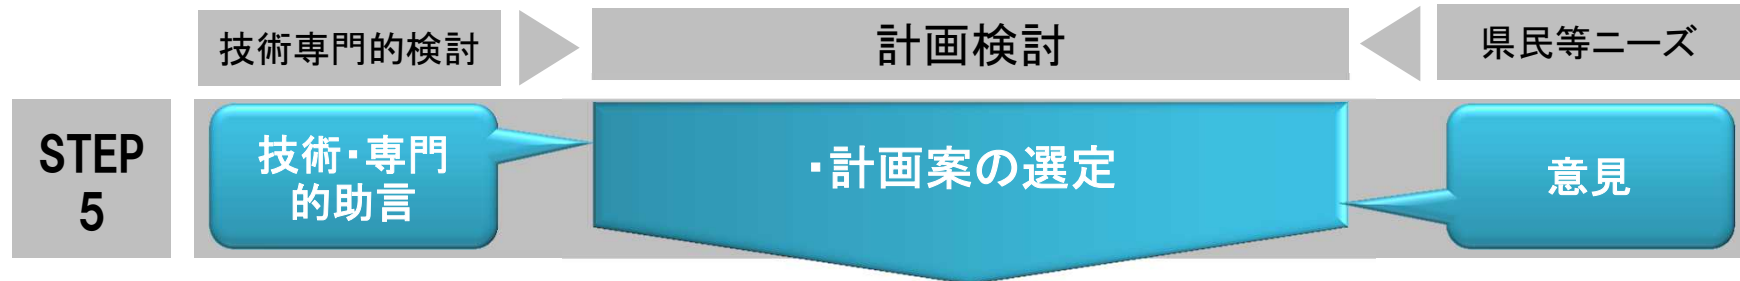 技術専門的検討
計画検討
県民等ニーズ
STEP
5
技術・専門
的助言
・計画案の選定
意見